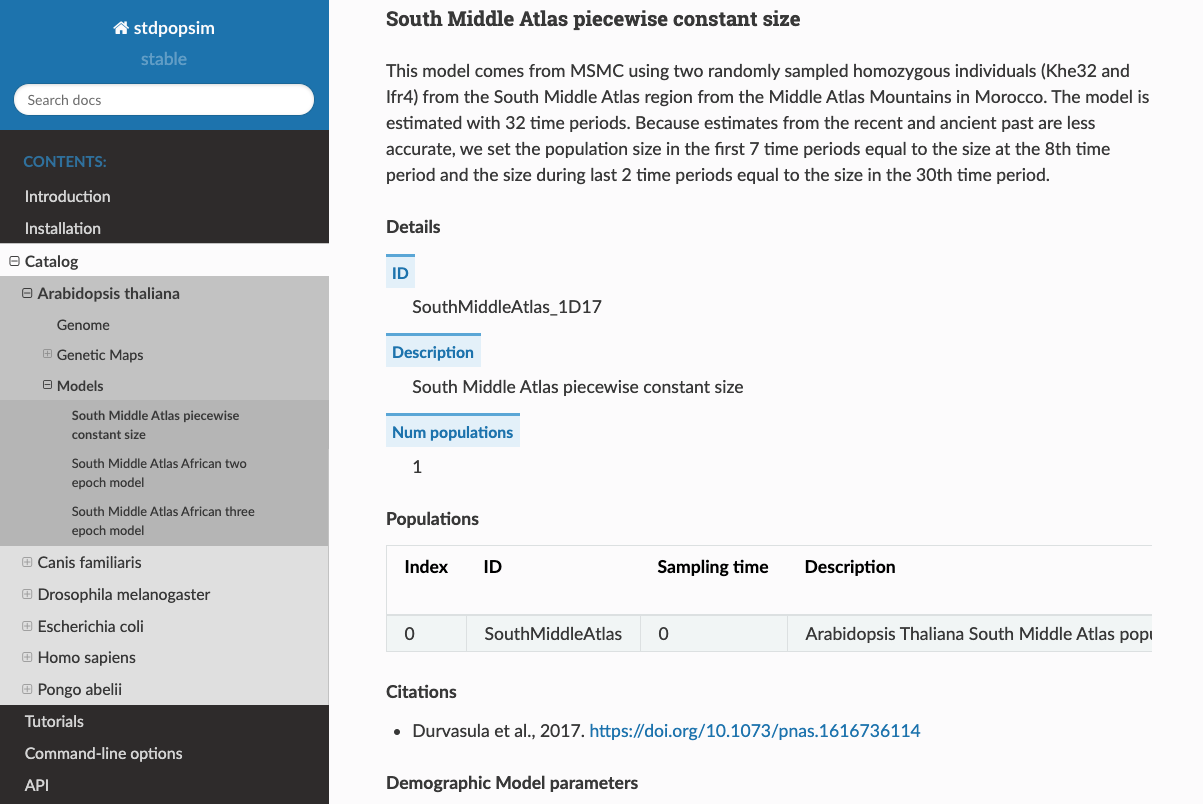 stdpopsim
stable
Search docs
CONTENTS:
Introduction
Installation
Catalog
Arabidopsis thaliana
Genome
Genetic Maps
Models
South Middle Atlas piecewise
constant size
South Middle Atlas African two
epoch model
South Middle Atlas African three
epoch model
Canis familiaris
Drosophila melanogaster
Escherichia coli
Homo sapiens
Pongo abelii
Tutorials
Command-line options
API
South Middle Atlas piecewise constant size
This model comes from MSMC using two randomly sampled homozygous individuals (Khe32 and
Ifr4) from the South Middle Atlas region from the Middle Atlas Mountains in Morocco. The model is
estimated with 32 time periods. Because estimates from the recent and ancient past are less
accurate, we set the population size in the first 7 time periods equal to the size at the 8th time
period and the size during last 2 time periods equal to the size in the 30th time period.
Details
ID
SouthMiddleAtlas_1D17
Description
South Middle Atlas piecewise constant size
Num populations
1
Populations
Index ID Sampling time Description
0 SouthMiddleAtlas 0 Arabidopsis Thaliana South Middle Atlas
Citations
• Durvasula et al., 2017. https://doi.org/10.1073/pnas.1616736114
Demographic Model parameters